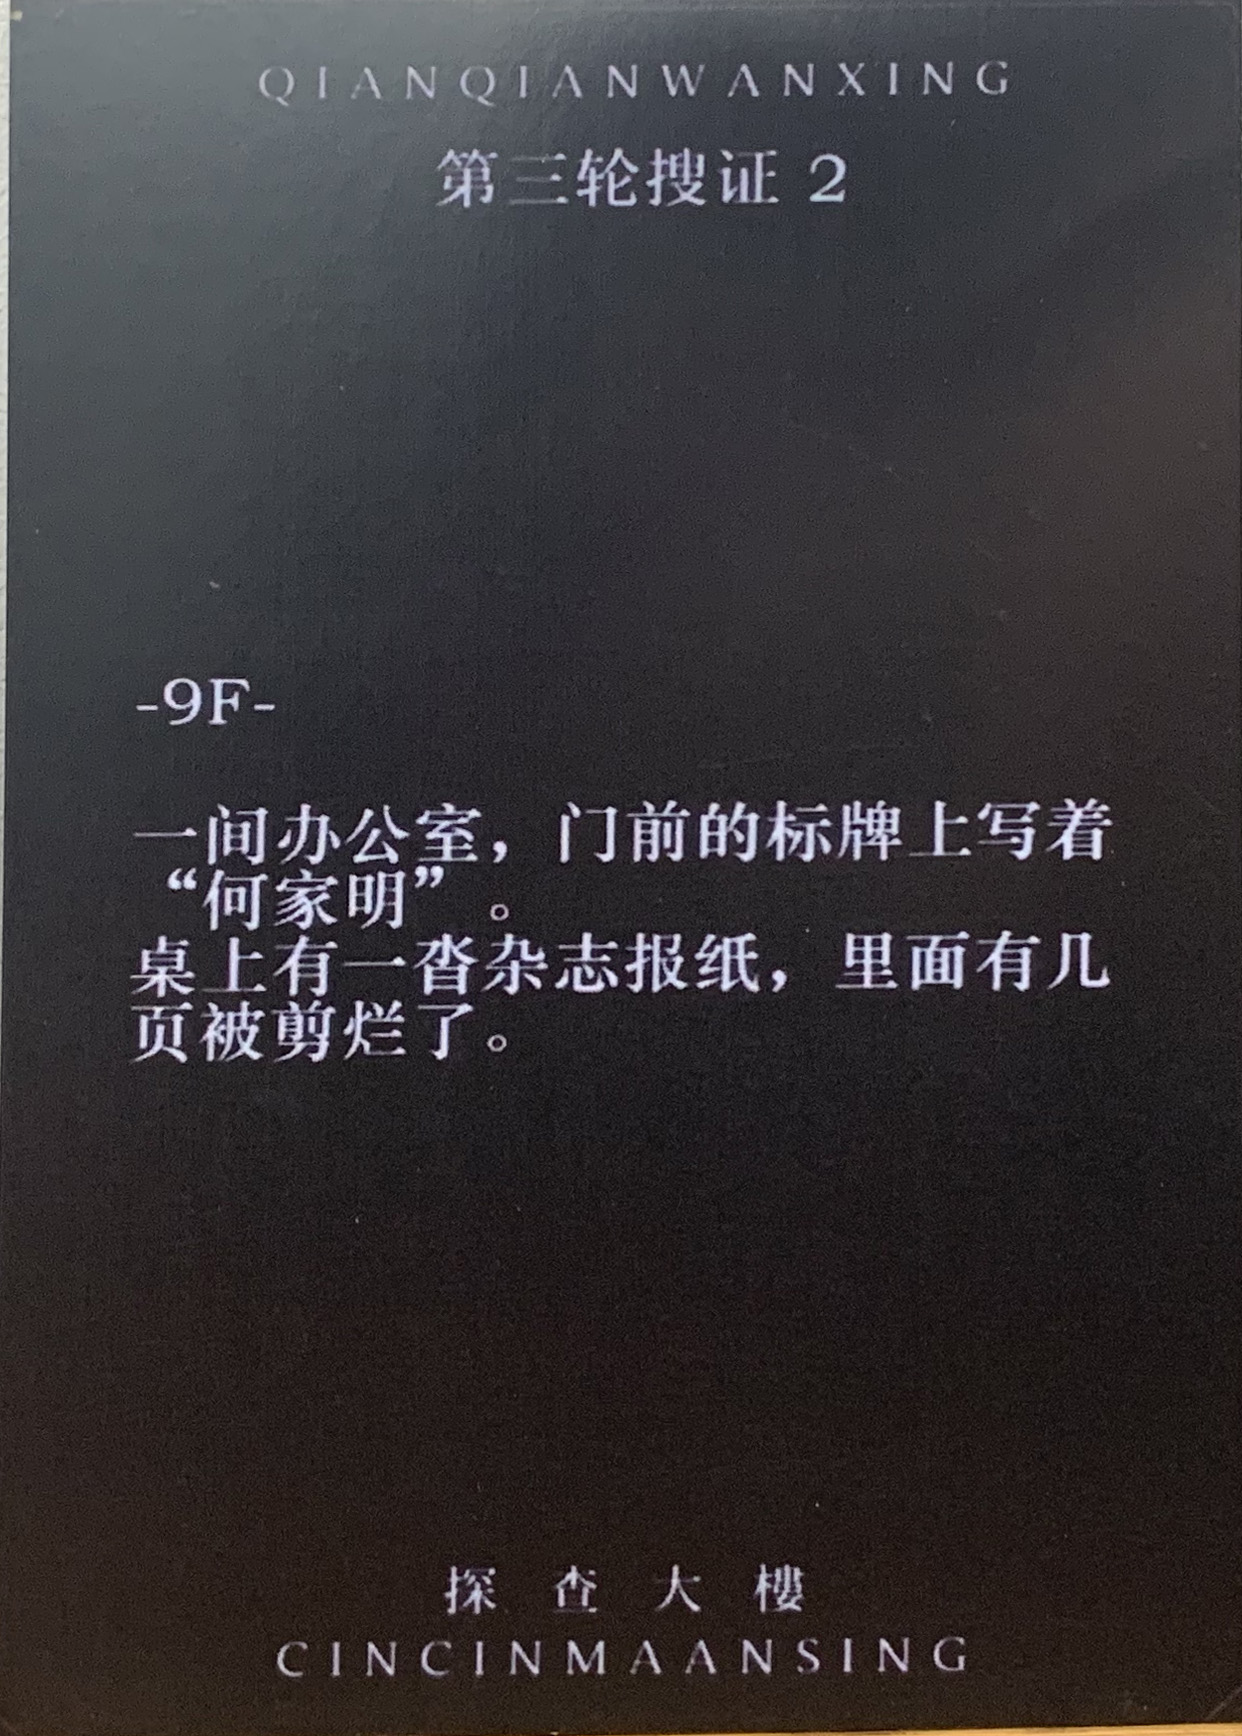 QIANQIANWANXING
第三轮搜证 2
-9F-
一间办公室，门前的标牌上写着
“何家明”。
桌上有一沓杂志报纸，里面有几
页被剪烂了。
探查大樓
CINCINMAANSING